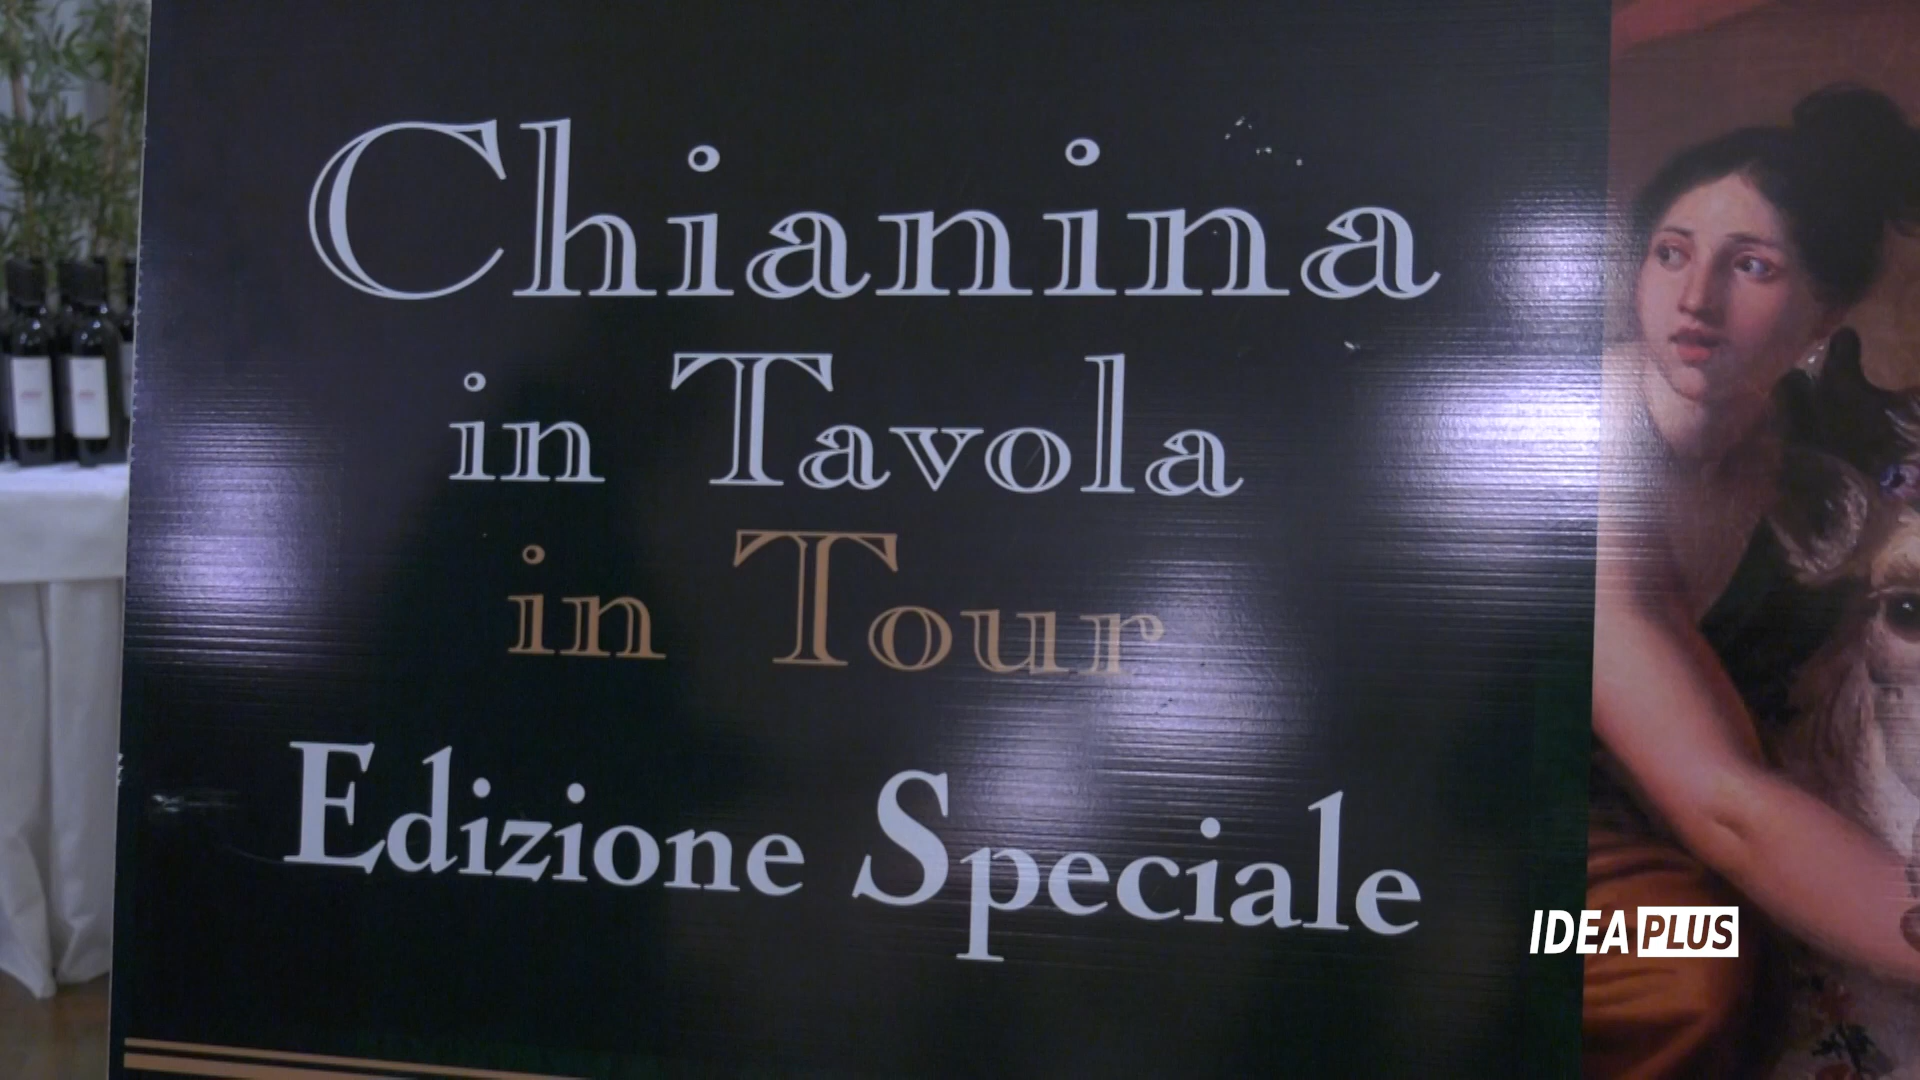 Chianina
in Tavola
in Tour
Edizione Speciale
IDEA PLUS